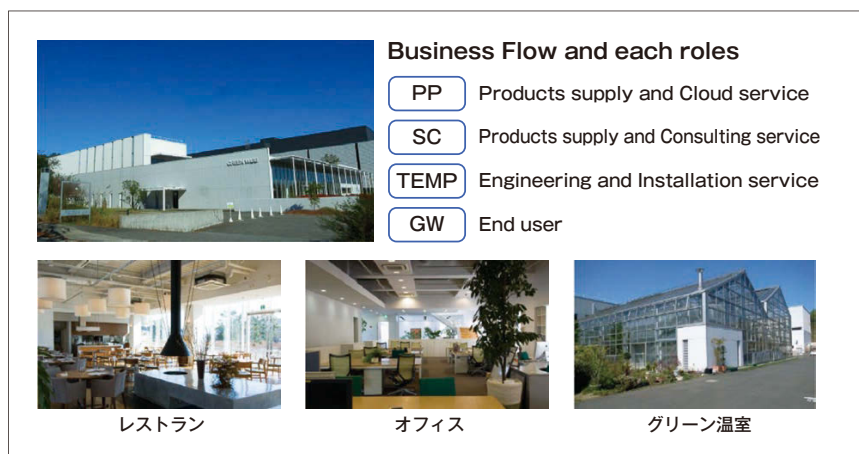 Business Flow and each roles
PP Products supply and Cloud service
SC Products supply and Consulting service
TEMP Engineering and Installation service
GW End user
レストラン
オフィス
グリーン温室